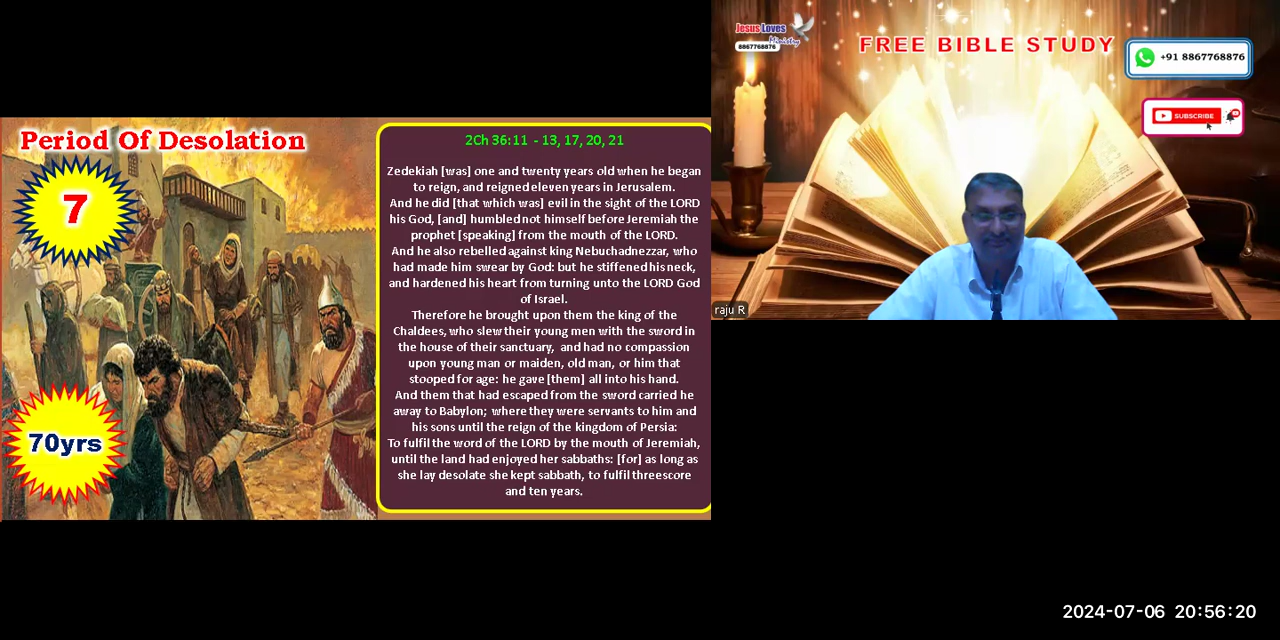 Period Of Desolation
7
70yrs
2Ch 36:11 - 13, 17, 20, 21
Zedekiah [was] one and twenty years old when he began
to reign, and reigned eleven years in Jerusalem.
And he did [that which was] evil in the sight of the LORD
his God, [and] humbled not himself before Jeremiah the
prophet [speaking] from the mouth of the LORD.
And he also rebelled against king Nebuchadnezzar, who
had made him swear by God: but he stiffened his neck,
and hardened his heart from turning unto the LORD God
of Israel.
Therefore he brought upon them the king of the
Chaldees, who slew their young men with the sword in
the house of their sanctuary, and had no compassion
upon young man or maiden, old man, or him that
stooped for age: he gave [them] all into his hand.
And them that had escaped from the sword carried he
away to Babylon; where they were servants to him and
his sons until the reign of the kingdom of Persia:
To fulfil the word of the LORD by the mouth of Jeremiah,
until the land had enjoyed her sabbaths: [for] as long as
she lay desolate she kept sabbath, to fulfil threescore
and ten years.
Jesus Loves
Ministry
8867768876
FREE BIBLE STUDY
+91 8867768876
SUBSCRIBE
raju R
2024-07-06 20:56:20